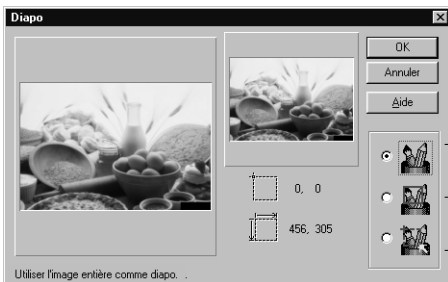 Diapo
OK
Annuler
Aide
0, 0
456, 305
Utiliser l'image entière comme diapo. .